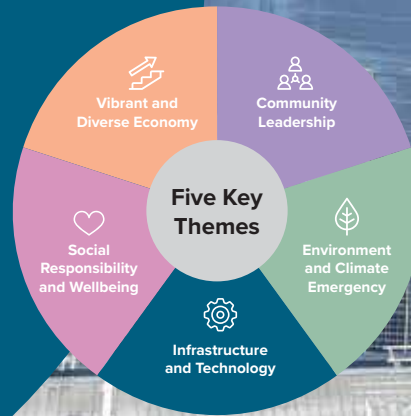 Five Key
Themes
Vibrant and
Diverse Economy
Community
Leadership
Environment
and Climate
Emergency
Infrastructure
and Technology
Social
Responsibility
and Wellbeing